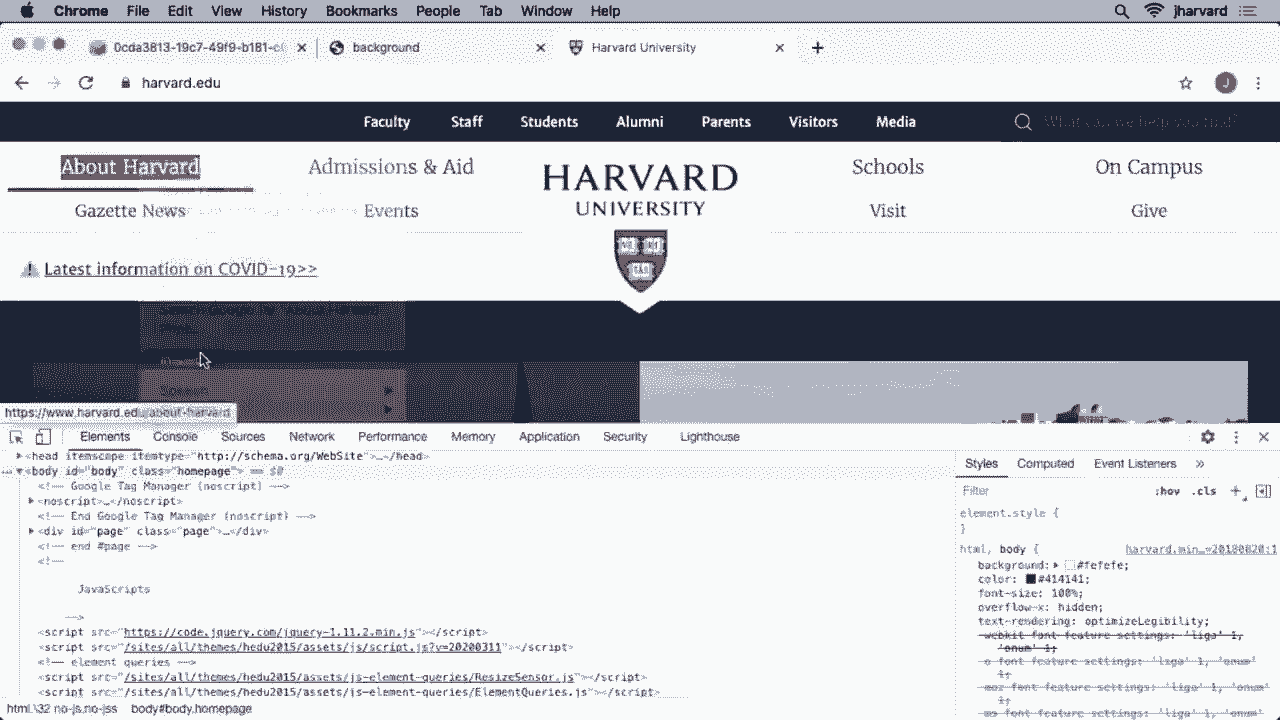 Chrome File Edit View History Bookmarks People Tab Window Help jharvard
0cda3813-19c7-49f9-b181-c background Harvard University
harvard.edu J
Faculty Staff Students Alumni Parents Visitors Media What can we help you find?
About Harvard Admissions & Aid HARVARD UNIVERSITY Schools On Campus
Gazette News Events Visit Give
Latest information on COVID-19>>
Speech
https://www.harvard.edu/about-harvard
Elements Console Sources Network Performance Memory Application Security Lighthouse
<head itemscope itemtype="http://schema.org/WebSite">…</head>
<body id="body" class="homepage"> == $0
<!-- Google Tag Manager (noscript) -->
<noscript>…</noscript>
<!-- End Google Tag Manager (noscript) -->
<div id="page" class="page">…</div>
<!-- end #page -->
<!--
JavaScripts
-->
<script src="https://code.jquery.com/jquery-1.11.2.min.js"></script>
<script src="/sites/all/themes/hedu2015/assets/js/script.js?v=20200311"></script>
<!-- element queries -->
<script src="/sites/all/themes/hedu2015/assets/js-element-queries/ResizeSensor.js"></script>
<script src="/sites/all/themes/hedu2015/assets/js-element-queries/ElementQueries.js"></script>
html.\32 no-js.no-jss body#body.homepage
Styles Computed Event Listeners »
Filter :hov .cls +
element.style {
}
html, body { harvard.min…=20180820:1
background: #fefefe;
color: #414141;
font-size: 100%;
overflow-x: hidden;
text-rendering: optimizeLegibility;
-webkit-font-feature-settings: 'liga' 1,
'onum' 1;
-o-font-feature-settings: 'liga' 1, 'onum'
1;
-moz-font-feature-settings: 'liga' 1, 'onum'
1;
-ms-font-feature-settings: 'liga' 1, 'onum'